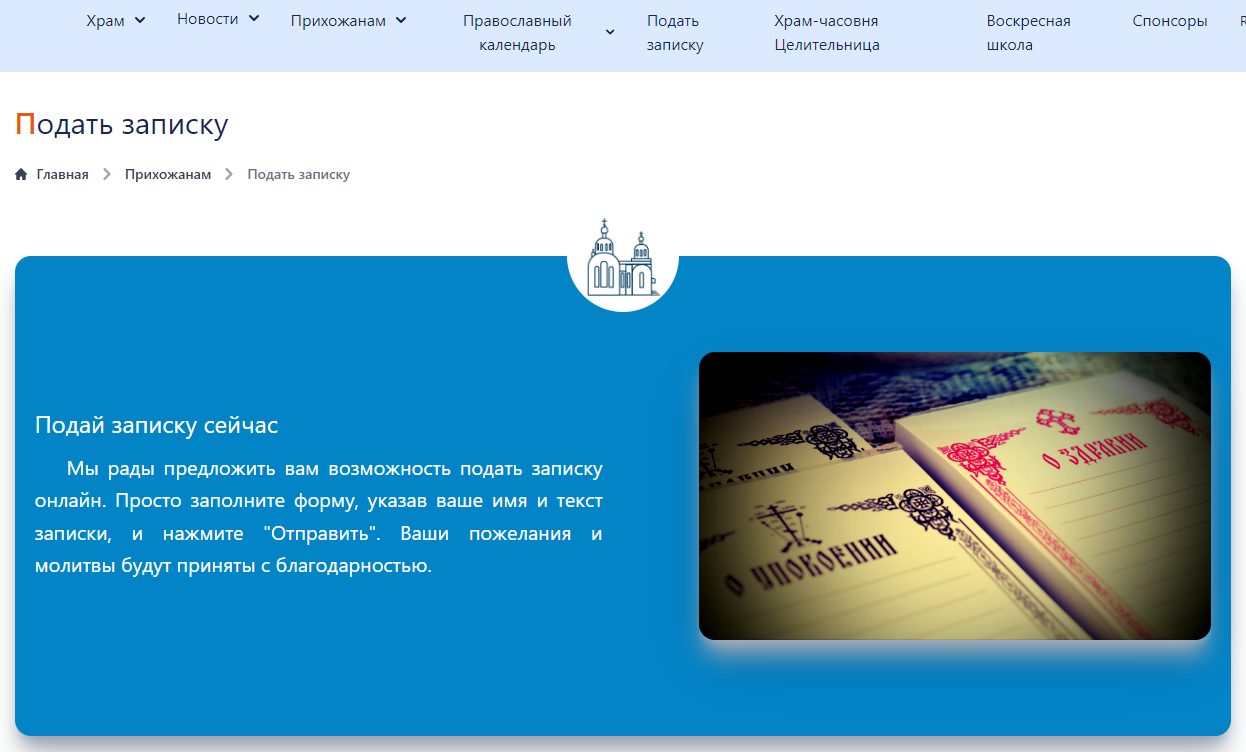 Храм
Новости
Прихожанам
Православный календарь
Подать записку
Храм-часовня Целительница
Воскресная школа
Спонсоры
Подать записку
Главная
Прихожанам
Подать записку
Подай записку сейчас
Мы рады предложить вам возможность подать записку
онлайн. Просто заполните форму, указав ваше имя и текст
записки, и нажмите "Отправить". Ваши пожелания и
молитвы будут приняты с благодарностью.
О ЗДРАВИИ
О УПОКОЕНИИ